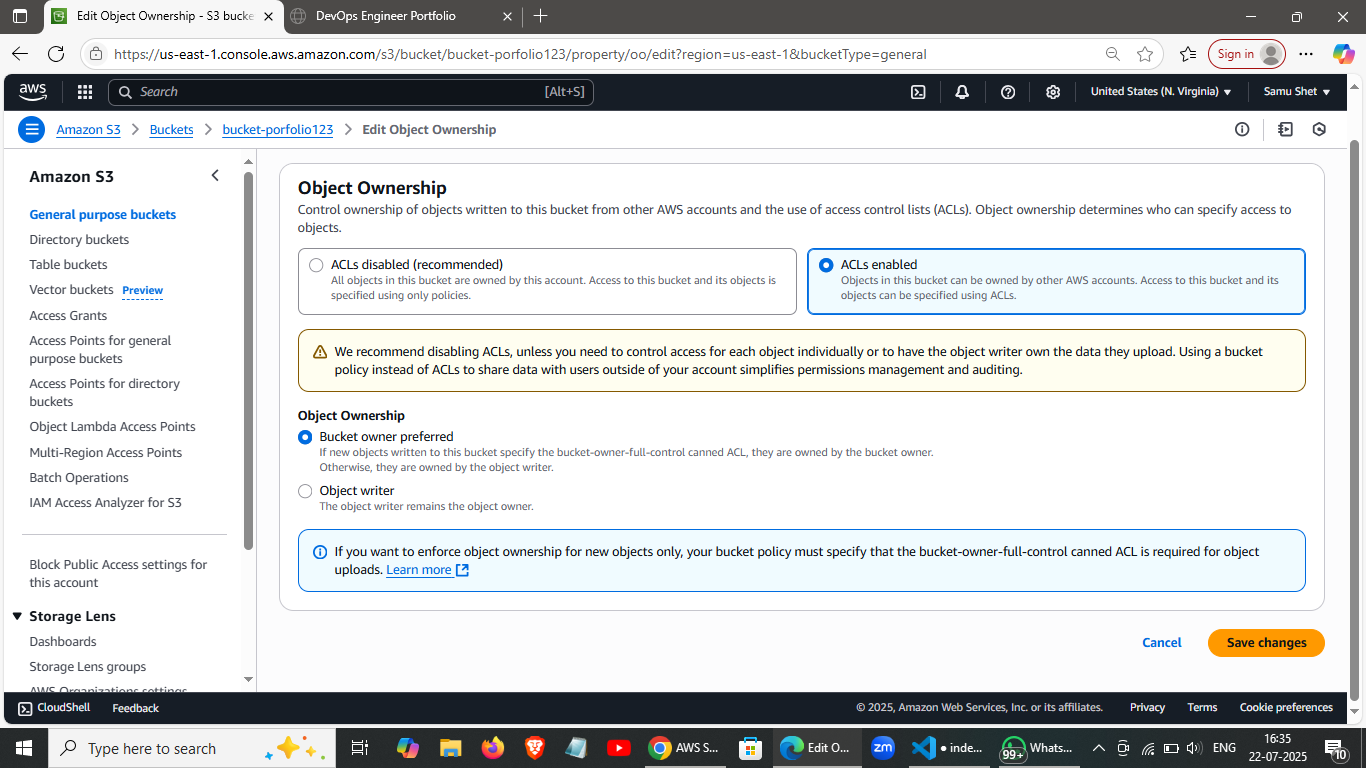 Edit Object Ownership - S3 bucke
DevOps Engineer Portfolio
https://us-east-1.console.aws.amazon.com/s3/bucket/bucket-porfolio123/property/oo/edit?region=us-east-1&bucketType=general
Sign in
aws
Search
[Alt+S]
United States (N. Virginia)
Samu Shet
Amazon S3
Buckets
bucket-porfolio123
Edit Object Ownership
Amazon S3
General purpose buckets
Directory buckets
Table buckets
Vector buckets Preview
Access Grants
Access Points for general
purpose buckets
Access Points for directory
buckets
Object Lambda Access Points
Multi-Region Access Points
Batch Operations
IAM Access Analyzer for S3
Block Public Access settings for
this account
Storage Lens
Dashboards
Storage Lens groups
AWS Organizations settings
Object Ownership
Control ownership of objects written to this bucket from other AWS accounts and the use of access control lists (ACLs). Object ownership determines who can specify access to
objects.
ACLs disabled (recommended)
All objects in this bucket are owned by this account. Access to this bucket and its objects is
specified using only policies.
ACLs enabled
Objects in this bucket can be owned by other AWS accounts. Access to this bucket and its
objects can be specified using ACLs.
We recommend disabling ACLs, unless you need to control access for each object individually or to have the object writer own the data they upload. Using a bucket
policy instead of ACLs to share data with users outside of your account simplifies permissions management and auditing.
Object Ownership
Bucket owner preferred
If new objects written to this bucket specify the bucket-owner-full-control canned ACL, they are owned by the bucket owner.
Otherwise, they are owned by the object writer.
Object writer
The object writer remains the object owner.
If you want to enforce object ownership for new objects only, your bucket policy must specify that the bucket-owner-full-control canned ACL is required for object
uploads. Learn more
Cancel
Save changes
CloudShell
Feedback
© 2025, Amazon Web Services, Inc. or its affiliates.
Privacy
Terms
Cookie preferences
Type here to search
AWS S...
Edit O...
zm
● inde...
99+
Whats...
ENG
16:35
22-07-2025
10